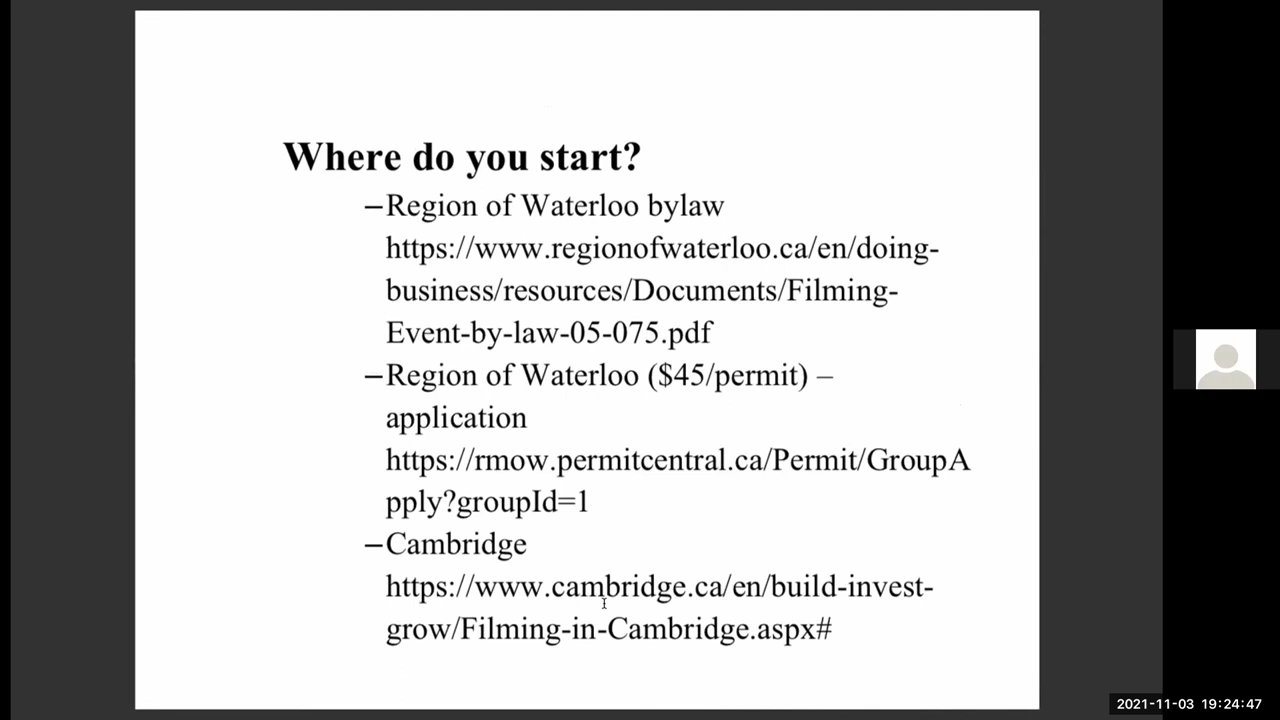 Where do you start?
–Region of Waterloo bylaw
https://www.regionofwaterloo.ca/en/doing-
business/resources/Documents/Filming-
Event-by-law-05-075.pdf
–Region of Waterloo ($45/permit) –
application
https://rmow.permitcentral.ca/Permit/GroupA
pply?groupId=1
–Cambridge
https://www.cambridge.ca/en/build-invest-
grow/Filming-in-Cambridge.aspx#
2021-11-03 19:24:47